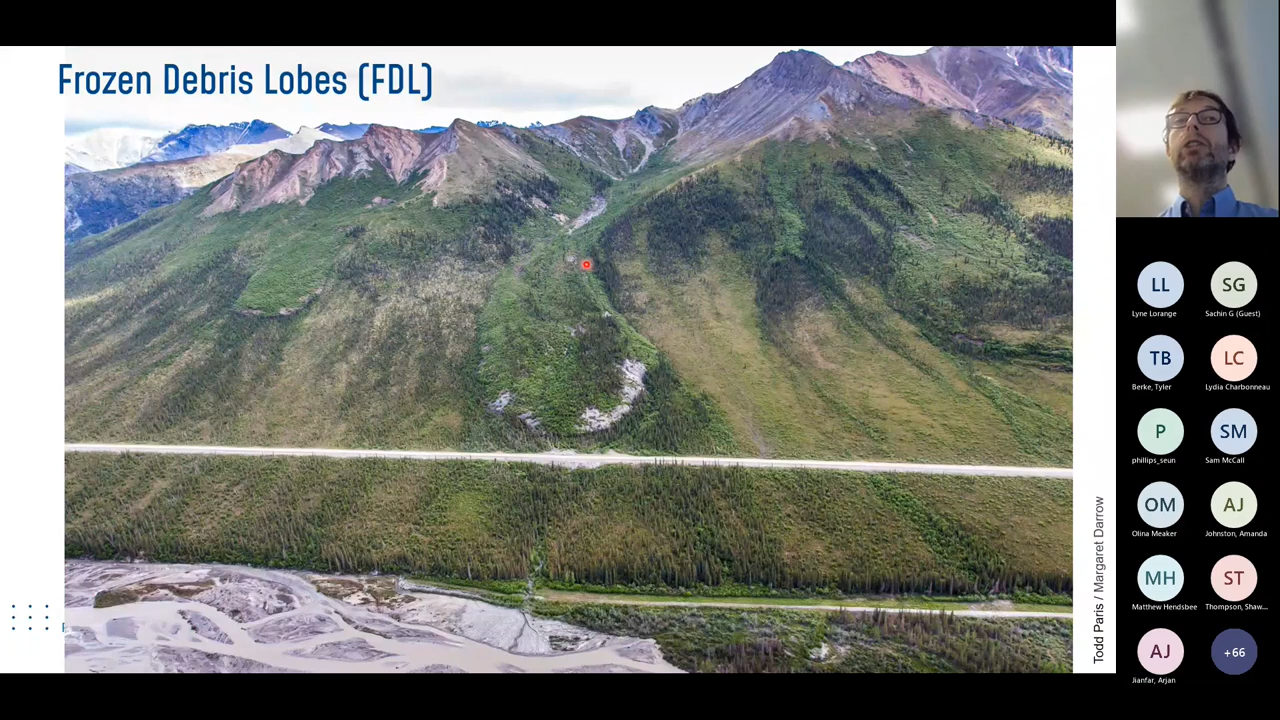 Frozen Debris Lobes (FDL)
Todd Paris / Margaret Darrow
LL
Lyne Lorange
SG
Sachin G (Guest)
TB
Berke, Tyler
LC
Lydia Charbonneau
P
phillips_seun
SM
Sam McCall
OM
Olina Meaker
AJ
Johnston, Amanda
MH
Matthew Hendsbee
ST
Thompson, Shaw...
AJ
Jianfar, Arjan
+66